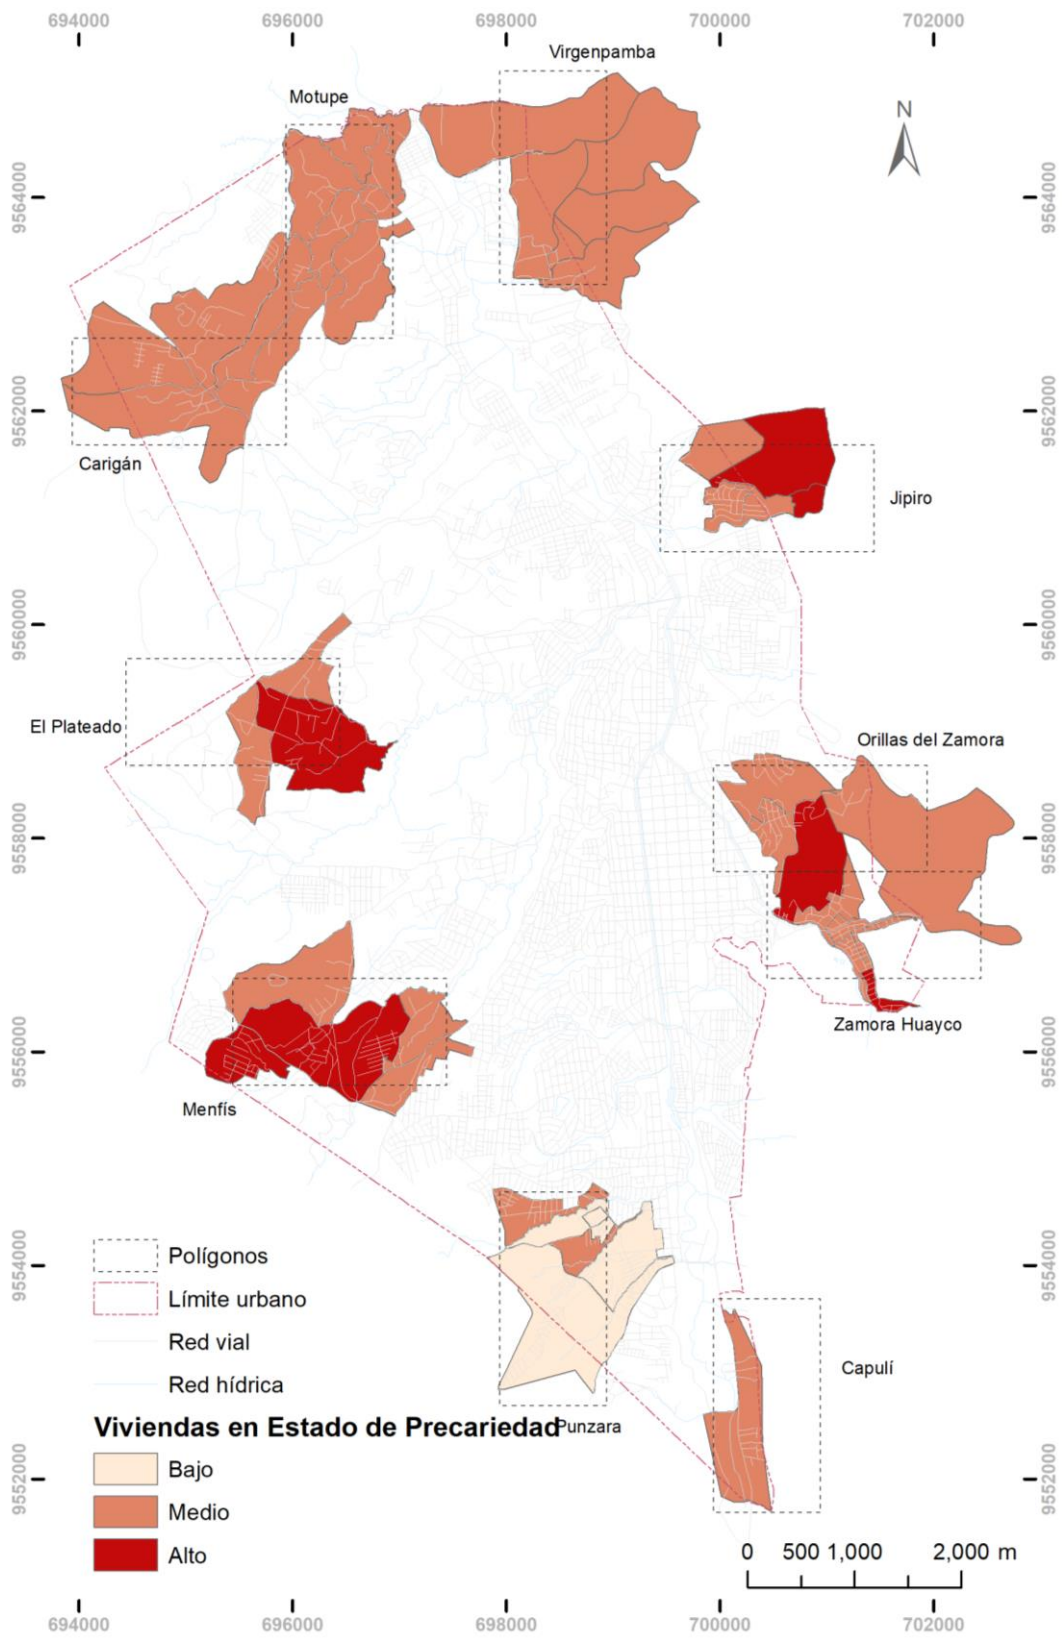 694000 696000 698000 700000 702000
Virgenpamba
Motupe
N
9564000 9564000
9562000 9562000
Carigán
Jipiro
9560000 9560000
El Plateado
Orillas del Zamora
9558000 9558000
Zamora Huayco
9556000 9556000
Menfís
9554000 9554000
Polígonos
Límite urbano
Red vial
Capulí
Red hídrica
Viviendas en Estado de Precariedad
Punzara
Bajo
9552000 9552000
Medio
Alto
0 500 1,000 2,000 m
694000 696000 698000 700000 702000